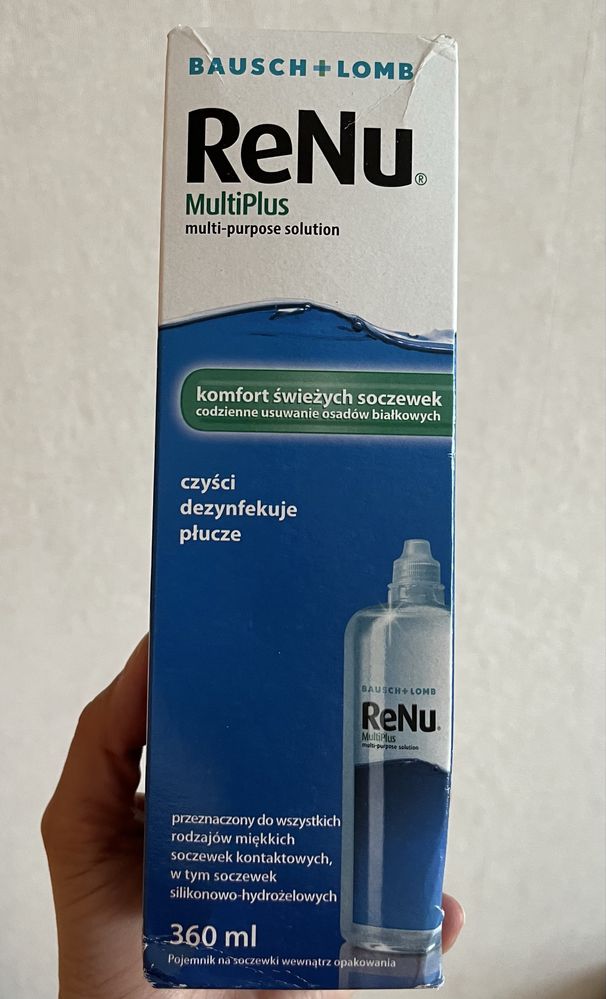 BAUSCH+LOMB
ReNu®
MultiPlus
multi-purpose solution
komfort świeżych soczewek
codzienne usuwanie osadów białkowych
czyści
dezynfekuje
płucze
BAUSCH+LOMB
ReNu®
MultiPlus
multi-purpose solution
przeznaczony do wszystkich
rodzajów miękkich
soczewek kontaktowych,
w tym soczewek
silikonowo-hydrożelowych
360 ml
Pojemnik na soczewki wewnątrz opakowania